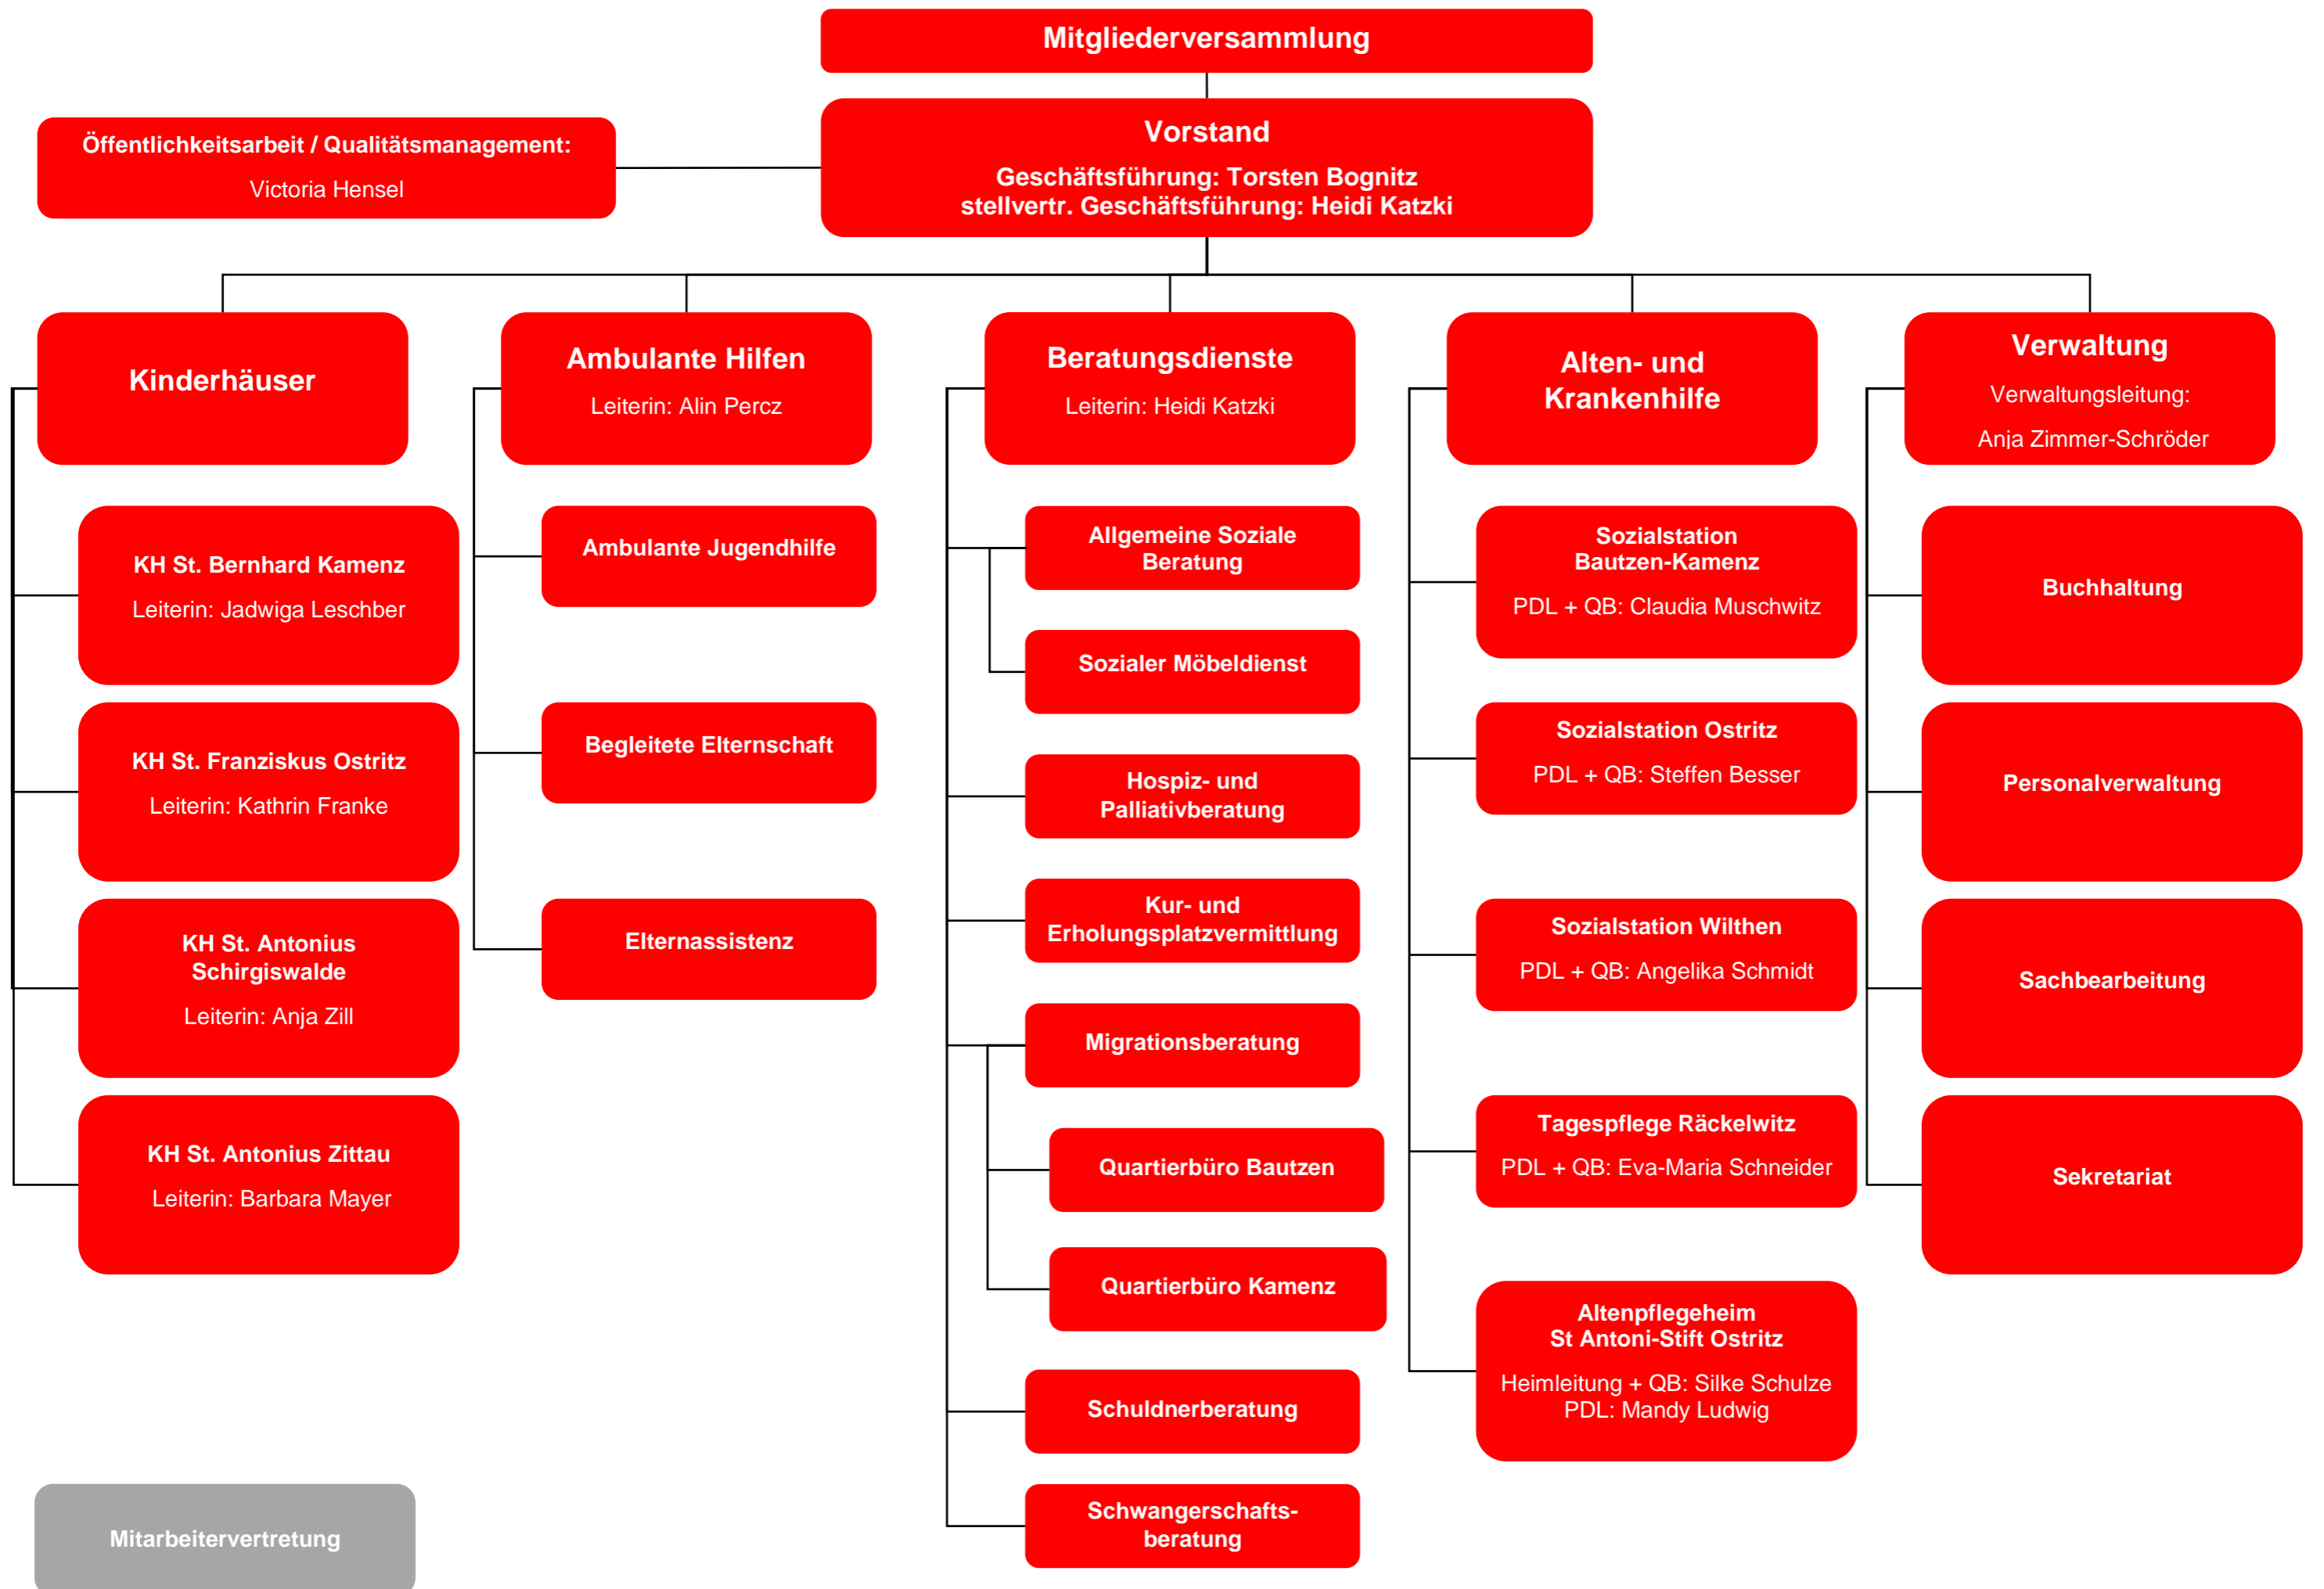 Mitgliederversammlung
Vorstand
Geschäftsführung: Torsten Bognitz
stellvertr. Geschäftsführung: Heidi Katzki
Öffentlichkeitsarbeit / Qualitätsmanagement:
Victoria Hensel
Kinderhäuser
KH St. Bernhard Kamenz
Leiterin: Jadwiga Leschber
KH St. Franziskus Ostritz
Leiterin: Kathrin Franke
KH St. Antonius
Schirgiswalde
Leiterin: Anja Zill
KH St. Antonius Zittau
Leiterin: Barbara Mayer
Ambulante Hilfen
Leiterin: Alin Percz
Ambulante Jugendhilfe
Begleitete Elternschaft
Elternassistenz
Beratungsdienste
Leiterin: Heidi Katzki
Allgemeine Soziale
Beratung
Sozialer Möbeldienst
Hospiz- und
Palliativberatung
Kur- und
Erholungsplatzvermittlung
Migrationsberatung
Quartierbüro Bautzen
Quartierbüro Kamenz
Schuldnerberatung
Schwangerschafts-
beratung
Alten- und
Krankenhilfe
Sozialstation
Bautzen-Kamenz
PDL + QB: Claudia Muschwitz
Sozialstation Ostritz
PDL + QB: Steffen Besser
Sozialstation Wilthen
PDL + QB: Angelika Schmidt
Tagespflege Räckelwitz
PDL + QB: Eva-Maria Schneider
Altenpflegeheim
St Antoni-Stift Ostritz
Heimleitung + QB: Silke Schulze
PDL: Mandy Ludwig
Verwaltung
Verwaltungsleitung:
Anja Zimmer-Schröder
Buchhaltung
Personalverwaltung
Sachbearbeitung
Sekretariat
Mitarbeitervertretung